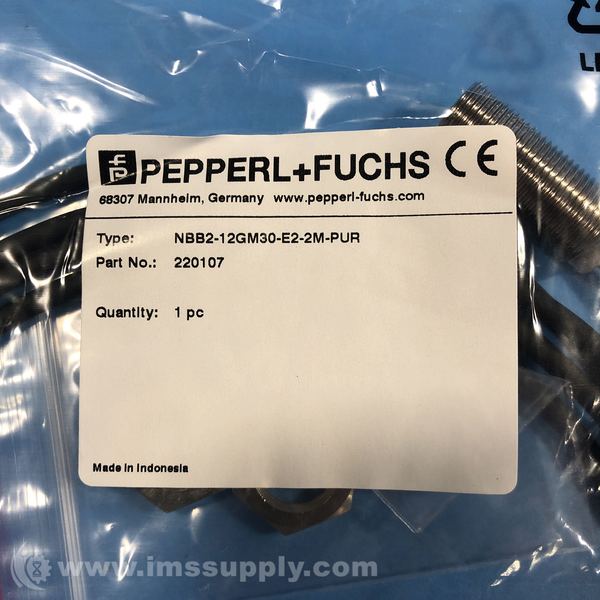 PEPPERL+FUCHS CE
68307 Mannheim, Germany www.pepperl-fuchs.com
Type: NBB2-12GM30-E2-2M-PUR
Part No.: 220107
Quantity: 1 pc
Made in Indonesia
www.imssupply.com